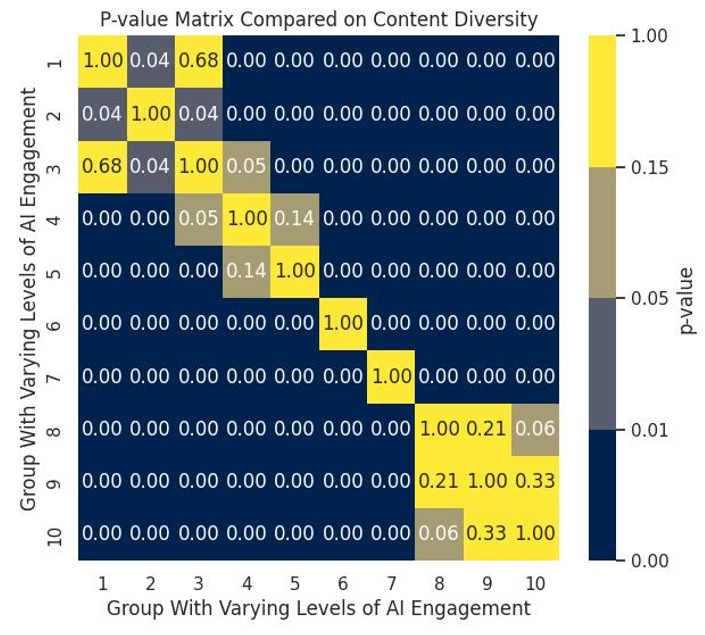 P-value Matrix Compared on Content Diversity
Group With Varying Levels of AI Engagement
1 1.00 0.04 0.68 0.00 0.00 0.00 0.00 0.00 0.00 0.00
2 0.04 1.00 0.04 0.00 0.00 0.00 0.00 0.00 0.00 0.00
3 0.68 0.04 1.00 0.05 0.00 0.00 0.00 0.00 0.00 0.00
4 0.00 0.00 0.05 1.00 0.14 0.00 0.00 0.00 0.00 0.00
5 0.00 0.00 0.00 0.14 1.00 0.00 0.00 0.00 0.00 0.00
6 0.00 0.00 0.00 0.00 0.00 1.00 0.00 0.00 0.00 0.00
7 0.00 0.00 0.00 0.00 0.00 0.00 1.00 0.00 0.00 0.00
8 0.00 0.00 0.00 0.00 0.00 0.00 0.00 1.00 0.21 0.06
9 0.00 0.00 0.00 0.00 0.00 0.00 0.00 0.21 1.00 0.33
10 0.00 0.00 0.00 0.00 0.00 0.00 0.00 0.06 0.33 1.00
1 2 3 4 5 6 7 8 9 10
Group With Varying Levels of AI Engagement
1.00
0.15
0.05
0.01
0.00
p-value